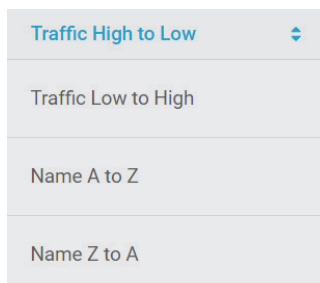 Traffic High to Low
Traffic Low to High
Name A to Z
Name Z to A